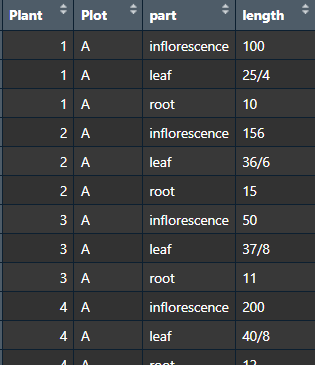 Plant Plot part length
1 A inflorescence 100
1 A leaf 25/4
1 A root 10
2 A inflorescence 156
2 A leaf 36/6
2 A root 15
3 A inflorescence 50
3 A leaf 37/8
3 A root 11
4 A inflorescence 200
4 A leaf 40/8
4 A root 12